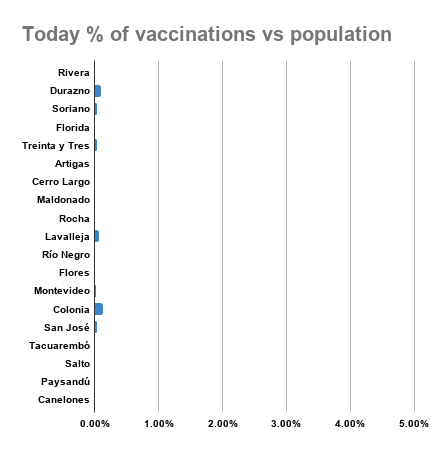 Today % of vaccinations vs population
Rivera
Durazno
Soriano
Florida
Treinta y Tres
Artigas
Cerro Largo
Maldonado
Rocha
Lavalleja
Río Negro
Flores
Montevideo
Colonia
San José
Tacuarembó
Salto
Paysandú
Canelones
0.00% 1.00% 2.00% 3.00% 4.00% 5.00%